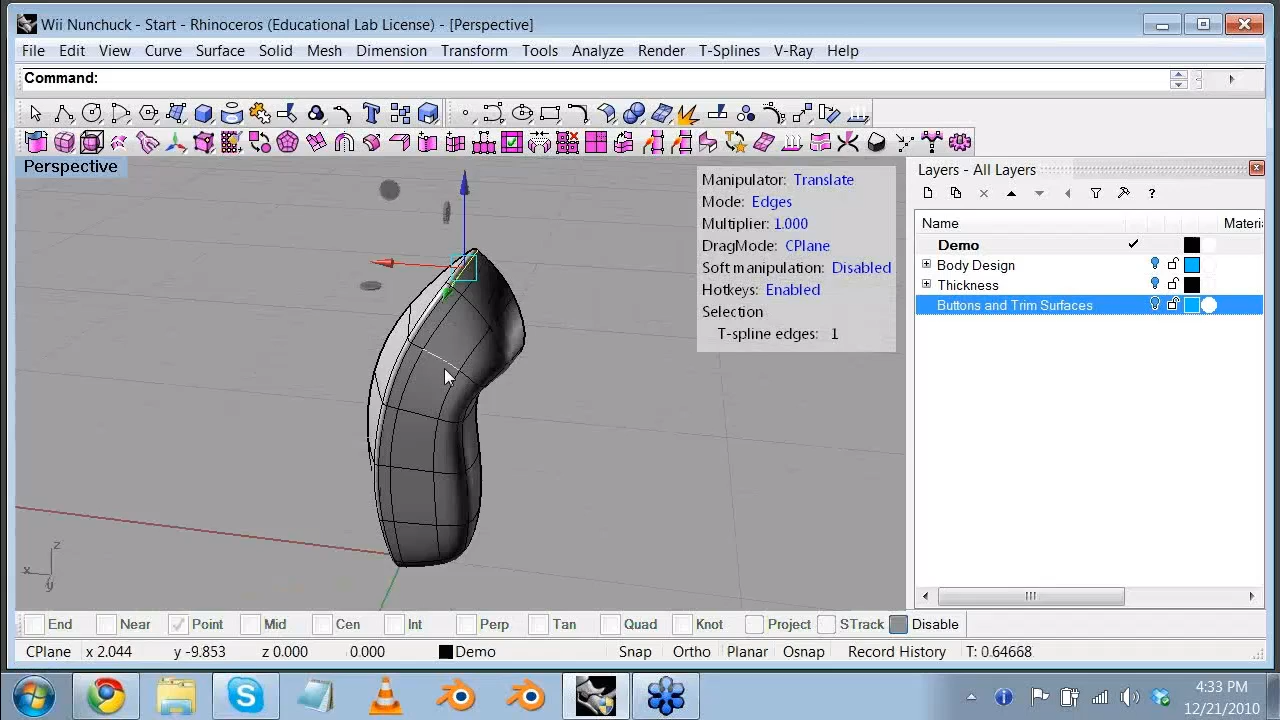 Wii Nunchuck - Start - Rhinoceros (Educational Lab License) - [Perspective]
File Edit View Curve Surface Solid Mesh Dimension Transform Tools Analyze Render T-Splines V-Ray Help
Command:
Perspective
Manipulator: Translate
Mode: Edges
Multiplier: 1.000
DragMode: CPlane
Soft manipulation: Disabled
Hotkeys: Enabled
Selection
T-spline edges: 1
Layers - All Layers
Name Materi
Demo
Body Design
Thickness
Buttons and Trim Surfaces
z
x
y
End Near Point Mid Cen Int Perp Tan Quad Knot Project STrack Disable
CPlane x 2.044 y -9.853 z 0.000 0.000 Demo Snap Ortho Planar Osnap Record History T: 0.64668
4:33 PM
12/21/2010